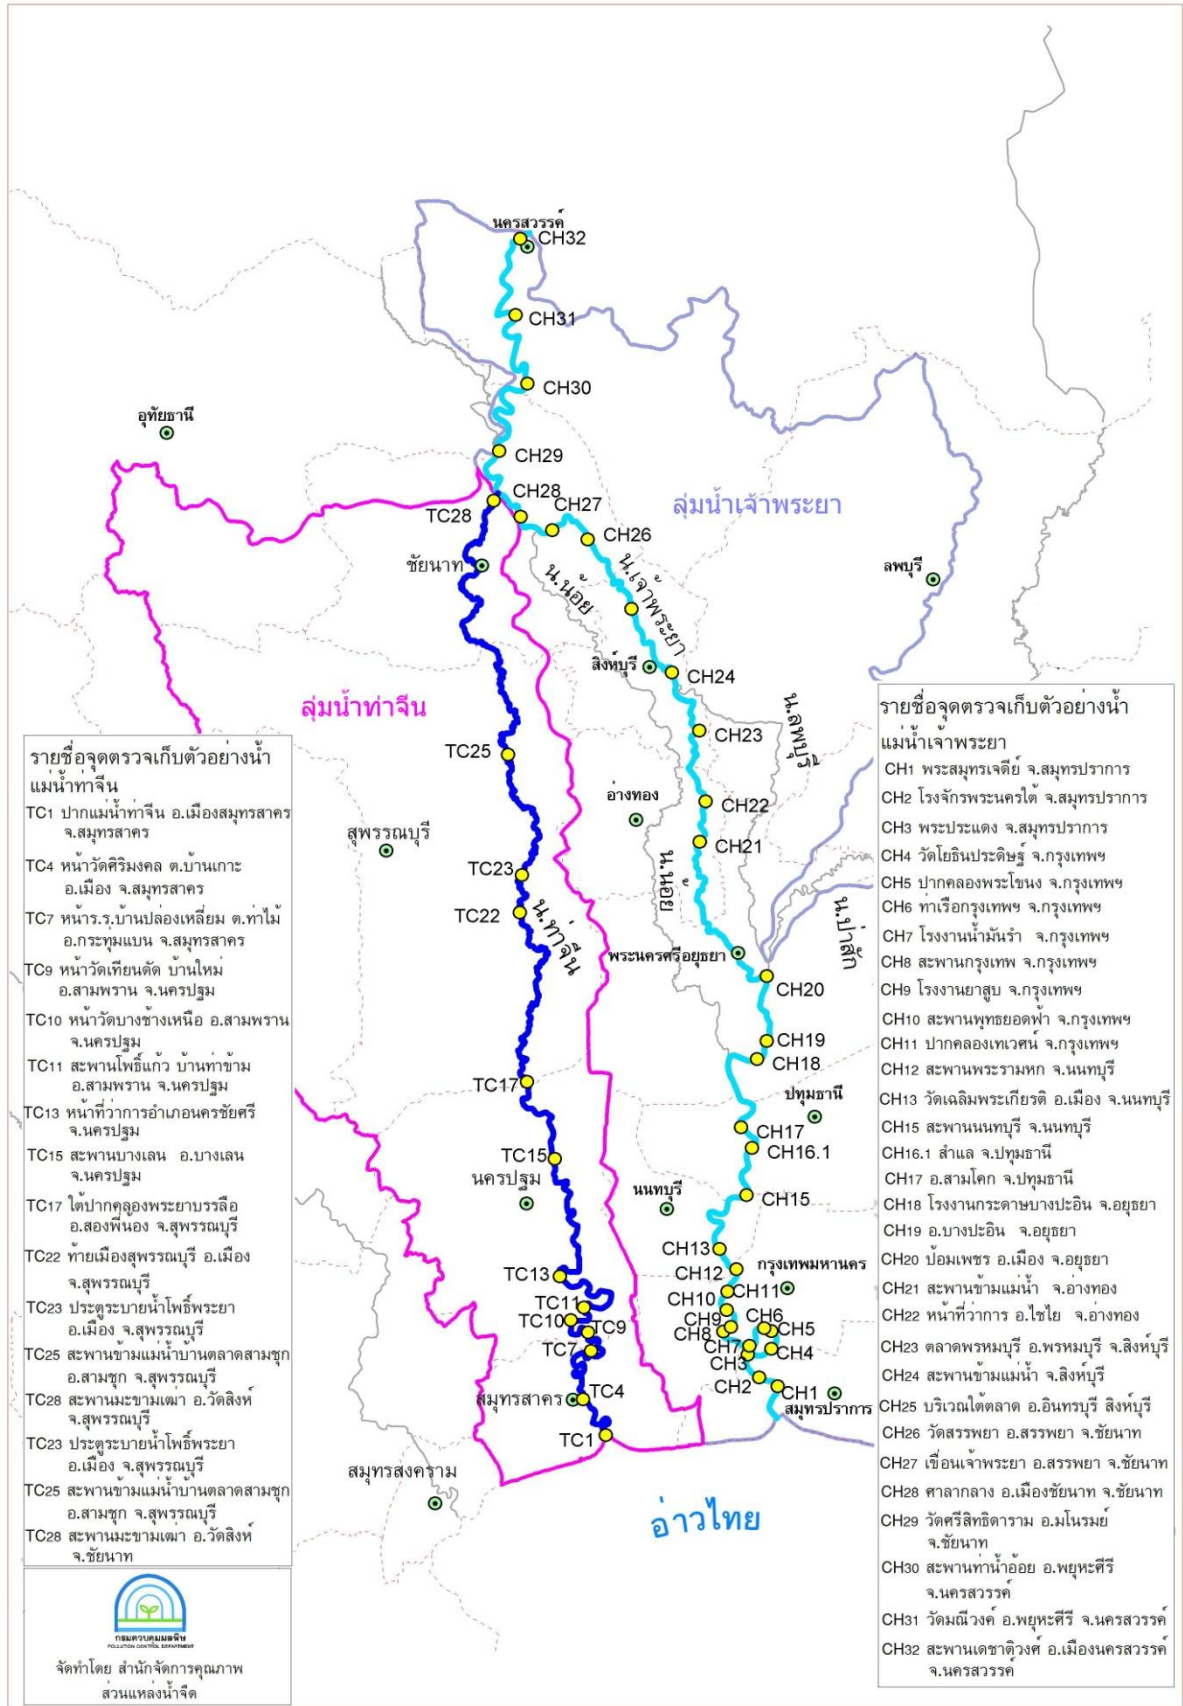 นครสวรรค์
CH32
CH31
CH30
อุทัยธานี
CH29
CH28
TC28
CH27
CH26
ลุ่มน้ำเจ้าพระยา
ชัยนาท
น.น้อย
น.เจ้าพระยา
ลพบุรี
สิงห์บุรี
CH24
ลุ่มน้ำท่าจีน
น.ลพบุรี
CH23
TC25
อ่างทอง
CH22
สุพรรณบุรี
CH21
TC23
น.น้อย
TC22
น.ท่าจีน
น.ป่าสัก
พระนครศรีอยุธยา
CH20
CH19
CH18
TC17
ปทุมธานี
CH17
CH16.1
TC15
นครปฐม
นนทบุรี
CH15
CH13
กรุงเทพมหานคร
CH12
TC13
CH11
CH10
TC11
TC10
CH9
CH6
CH5
TC9
CH8
CH7
CH4
TC7
CH3
CH2
CH1
TC4
สมุทรสาคร
สมุทรปราการ
TC1
สมุทรสงคราม
อ่าวไทย
รายชื่อจุดตรวจเก็บตัวอย่างน้ำ
แม่น้ำท่าจีน
TC1 ปากแม่น้ำท่าจีน อ.เมืองสมุทรสาคร
จ.สมุทรสาคร
TC4 หน้าวัดศิริมงคล ต.บ้านเกาะ
อ.เมือง จ.สมุทรสาคร
TC7 หน้าร.ร.บ้านปล่องเหลี่ยม ต.ท่าไม้
อ.กระทุ่มแบน จ.สมุทรสาคร
TC9 หน้าวัดเทียนดัด บ้านใหม่
อ.สามพราน จ.นครปฐม
TC10 หน้าวัดบางช้างเหนือ อ.สามพราน
จ.นครปฐม
TC11 สะพานโพธิ์แก้ว บ้านท่าข้าม
อ.สามพราน จ.นครปฐม
TC13 หน้าที่ว่าการอำเภอนครชัยศรี
จ.นครปฐม
TC15 สะพานบางเลน อ.บางเลน
จ.นครปฐม
TC17 ใต้ปากคลองพระยาบรรลือ
อ.สองพี่น้อง จ.สุพรรณบุรี
TC22 ท้ายเมืองสุพรรณบุรี อ.เมือง
จ.สุพรรณบุรี
TC23 ประตูระบายน้ำโพธิ์พระยา
อ.เมือง จ.สุพรรณบุรี
TC25 สะพานข้ามแม่น้ำบ้านตลาดสามชุก
อ.สามชุก จ.สุพรรณบุรี
TC28 สะพานมะขามเฒ่า อ.วัดสิงห์
จ.สุพรรณบุรี
TC23 ประตูระบายน้ำโพธิ์พระยา
อ.เมือง จ.สุพรรณบุรี
TC25 สะพานข้ามแม่น้ำบ้านตลาดสามชุก
อ.สามชุก จ.สุพรรณบุรี
TC28 สะพานมะขามเฒ่า อ.วัดสิงห์
จ.ชัยนาท
กรมควบคุมมลพิษ
POLLUTION CONTROL DEPARTMENT
จัดทำโดย สำนักจัดการคุณภาพ
ส่วนแหล่งน้ำจืด
รายชื่อจุดตรวจเก็บตัวอย่างน้ำ
แม่น้ำเจ้าพระยา
CH1 พระสมุทรเจดีย์ จ.สมุทรปราการ
CH2 โรงจักรพระนครใต้ จ.สมุทรปราการ
CH3 พระประแดง จ.สมุทรปราการ
CH4 วัดโยธินประดิษฐ์ จ.กรุงเทพฯ
CH5 ปากคลองพระโขนง จ.กรุงเทพฯ
CH6 ท่าเรือกรุงเทพฯ จ.กรุงเทพฯ
CH7 โรงงานน้ำมันรำ จ.กรุงเทพฯ
CH8 สะพานกรุงเทพ จ.กรุงเทพฯ
CH9 โรงงานยาสูบ จ.กรุงเทพฯ
CH10 สะพานพุทธยอดฟ้า จ.กรุงเทพฯ
CH11 ปากคลองเทเวศน์ จ.กรุงเทพฯ
CH12 สะพานพระรามหก จ.นนทบุรี
CH13 วัดเฉลิมพระเกียรติ อ.เมือง จ.นนทบุรี
CH15 สะพานนนทบุรี จ.นนทบุรี
CH16.1 สำแล จ.ปทุมธานี
CH17 อ.สามโคก จ.ปทุมธานี
CH18 โรงงานกระดาษบางปะอิน จ.อยุธยา
CH19 อ.บางปะอิน จ.อยุธยา
CH20 ป้อมเพชร อ.เมือง จ.อยุธยา
CH21 สะพานข้ามแม่น้ำ จ.อ่างทอง
CH22 หน้าที่ว่าการ อ.ไชโย จ.อ่างทอง
CH23 ตลาดพรหมบุรี อ.พรหมบุรี จ.สิงห์บุรี
CH24 สะพานข้ามแม่น้ำ จ.สิงห์บุรี
CH25 บริเวณใต้ตลาด อ.อินทรบุรี สิงห์บุรี
CH26 วัดสรรพยา อ.สรรพยา จ.ชัยนาท
CH27 เขื่อนเจ้าพระยา อ.สรรพยา จ.ชัยนาท
CH28 ศาลากลาง อ.เมืองชัยนาท จ.ชัยนาท
CH29 วัดศรีสิทธิดาราม อ.มโนรมย์
จ.ชัยนาท
CH30 สะพานท่าน้ำอ้อย อ.พยุหะคีรี
จ.นครสวรรค์
CH31 วัดมณีวงค์ อ.พยุหะคีรี จ.นครสวรรค์
CH32 สะพานเดชาติวงศ์ อ.เมืองนครสวรรค์
จ.นครสวรรค์